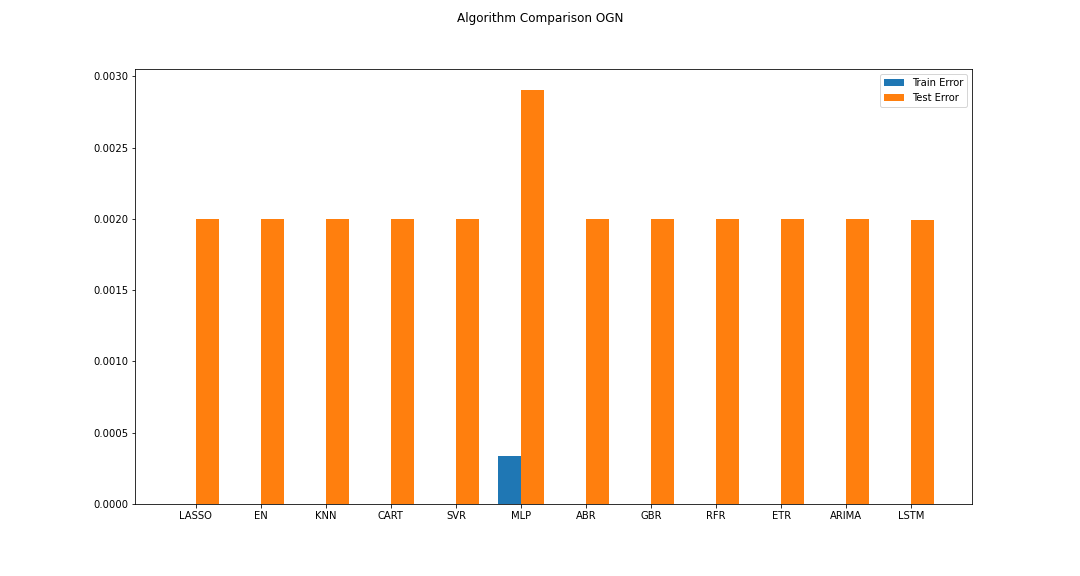 Algorithm Comparison OGN
Train Error
Test Error
0.0030
0.0025
0.0020
0.0015
0.0010
0.0005
0.0000
LASSO EN KNN CART SVR MLP ABR GBR RFR ETR ARIMA LSTM